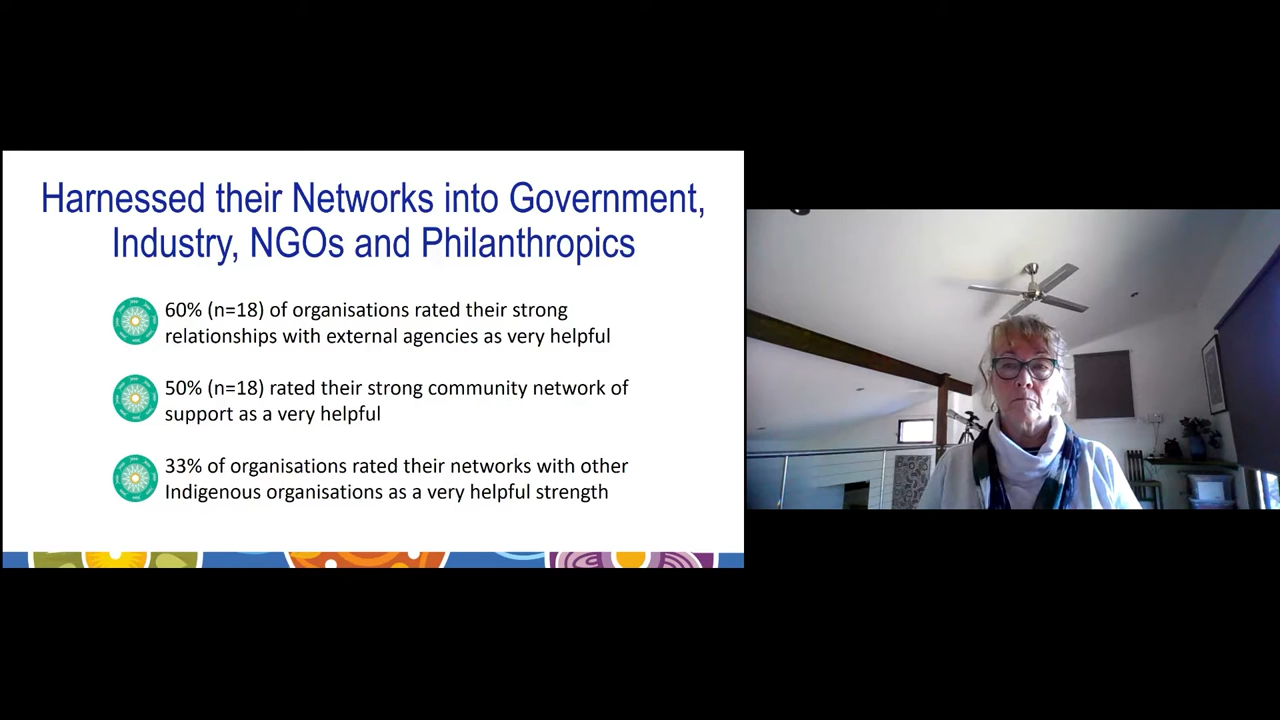 Harnessed their Networks into Government,
Industry, NGOs and Philanthropics
60% (n=18) of organisations rated their strong
relationships with external agencies as very helpful
50% (n=18) rated their strong community network of
support as a very helpful
33% of organisations rated their networks with other
Indigenous organisations as a very helpful strength